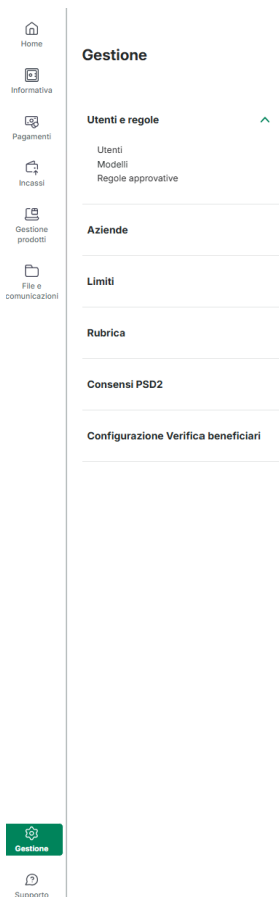 Home
Informativa
Pagamenti
Incassi
Gestione
prodotti
File e
comunicazioni
Gestione
Supporto
Gestione
Utenti e regole
Utenti
Modelli
Regole approvative
Aziende
Limiti
Rubrica
Consensi PSD2
Configurazione Verifica beneficiari